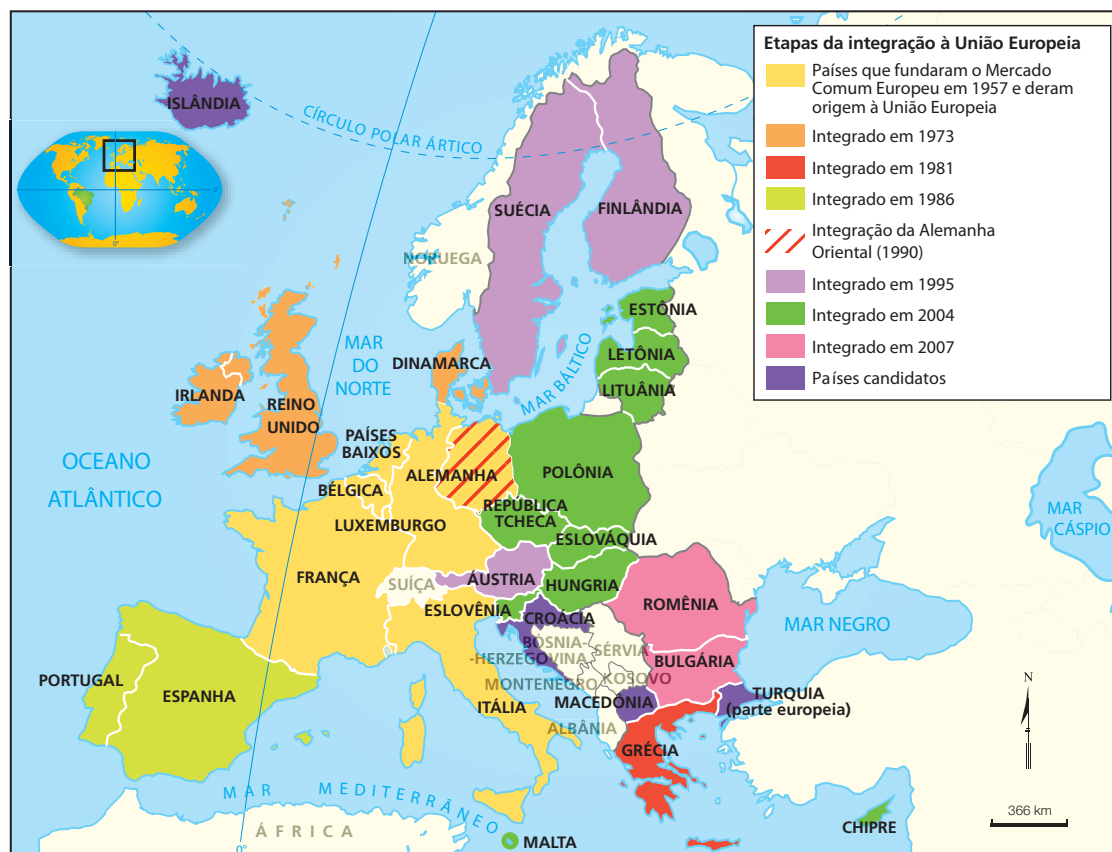 Etapas da integração à União Europeia
Países que fundaram o Mercado
Comum Europeu em 1957 e deram
origem à União Europeia
Integrado em 1973
Integrado em 1981
Integrado em 1986
Integração da Alemanha
Oriental (1990)
Integrado em 1995
Integrado em 2004
Integrado em 2007
Países candidatos
ISLÂNDIA
CÍRCULO POLAR ÁRTICO
0°
0°
SUÉCIA
FINLÂNDIA
NORUEGA
ESTÔNIA
LETÔNIA
LITUÂNIA
MAR BÁLTICO
MAR
DO
NORTE
DINAMARCA
IRLANDA
REINO
UNIDO
PAÍSES
BAIXOS
OCEANO
ATLÂNTICO
ALEMANHA
POLÔNIA
BÉLGICA
REPÚBLICA
TCHECA
LUXEMBURGO
ESLOVÁQUIA
MAR
CÁSPIO
FRANÇA
SUÍÇA
ÁUSTRIA
HUNGRIA
ROMÊNIA
ESLOVÊNIA
CROÁCIA
MAR NEGRO
BÓSNIA-
-HERZEGOVINA
SÉRVIA
BULGÁRIA
KOSOVO
MONTENEGRO
PORTUGAL
ESPANHA
ITÁLIA
MACEDÔNIA
TURQUIA
(parte europeia)
ALBÂNIA
GRÉCIA
N
MAR MEDITERRÂNEO
366 km
CHIPRE
ÁFRICA
MALTA
0°